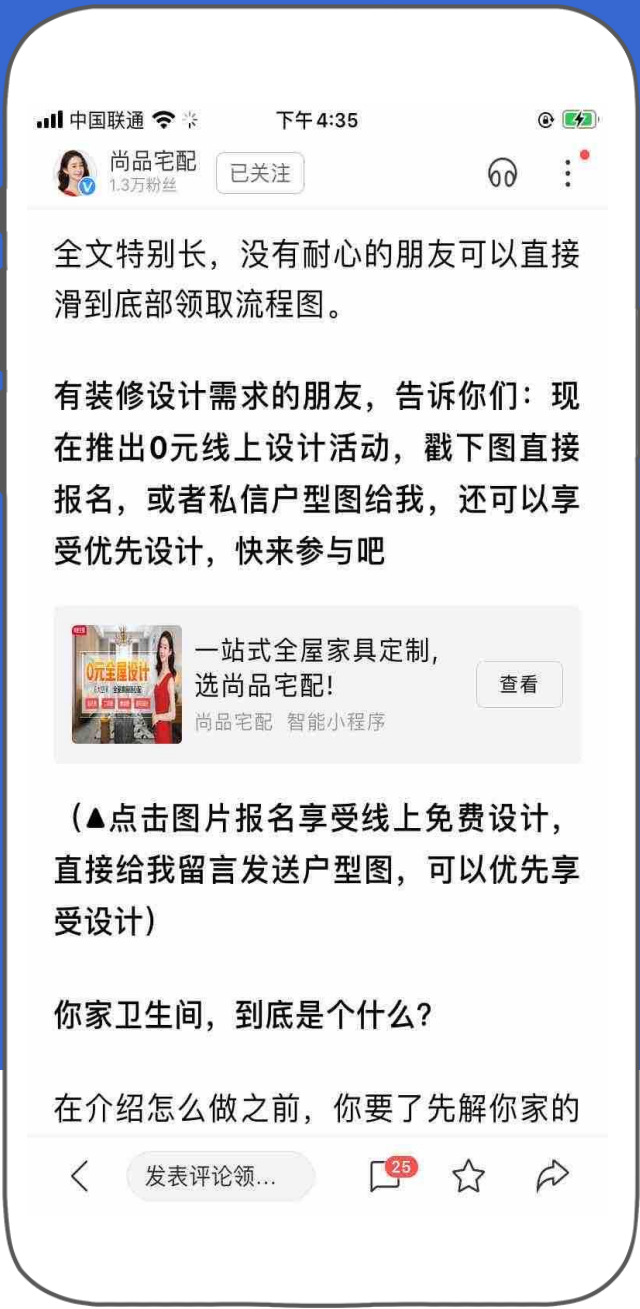 中国联通
下午4:35
尚品宅配
1.3万粉丝
已关注
全文特别长，没有耐心的朋友可以直接
滑到底部领取流程图。
有装修设计需求的朋友，告诉你们：现
在推出0元线上设计活动，戳下图直接
报名，或者私信户型图给我，还可以享
受优先设计，快来参与吧
0元全屋设计
一站式全屋家具定制,
选尚品宅配!
尚品宅配 智能小程序
查看
（▲点击图片报名享受线上免费设计，
直接给我留言发送户型图，可以优先享
受设计）
你家卫生间，到底是个什么？
在介绍怎么做之前，你要了先解你家的
发表评论领...
25